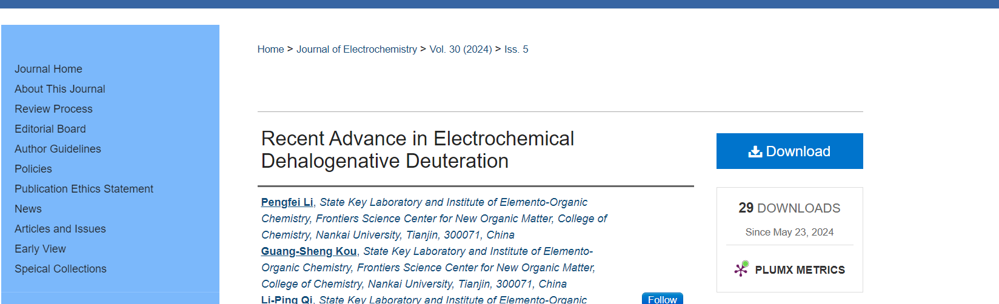 Home > Journal of Electrochemistry > Vol. 30 (2024) > Iss. 5
Journal Home
About This Journal
Review Process
Editorial Board
Author Guidelines
Policies
Publication Ethics Statement
News
Articles and Issues
Early View
Speical Collections
Recent Advance in Electrochemical
Dehalogenative Deuteration
Pengfei Li, State Key Laboratory and Institute of Elemento-Organic
Chemistry, Frontiers Science Center for New Organic Matter, College of
Chemistry, Nankai University, Tianjin, 300071, China
Guang-Sheng Kou, State Key Laboratory and Institute of Elemento-
Organic Chemistry, Frontiers Science Center for New Organic Matter,
College of Chemistry, Nankai University, Tianjin, 300071, China
Li-Ping Qi, State Key Laboratory and Institute of Elemento-Organic
Follow
Download
29 DOWNLOADS
Since May 23, 2024
PLUMX METRICS